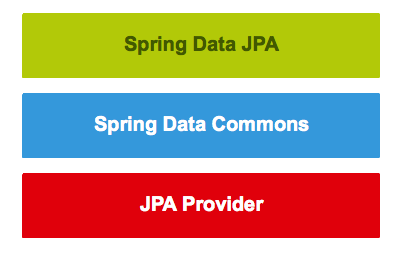 Spring Data JPA
Spring Data Commons
JPA Provider